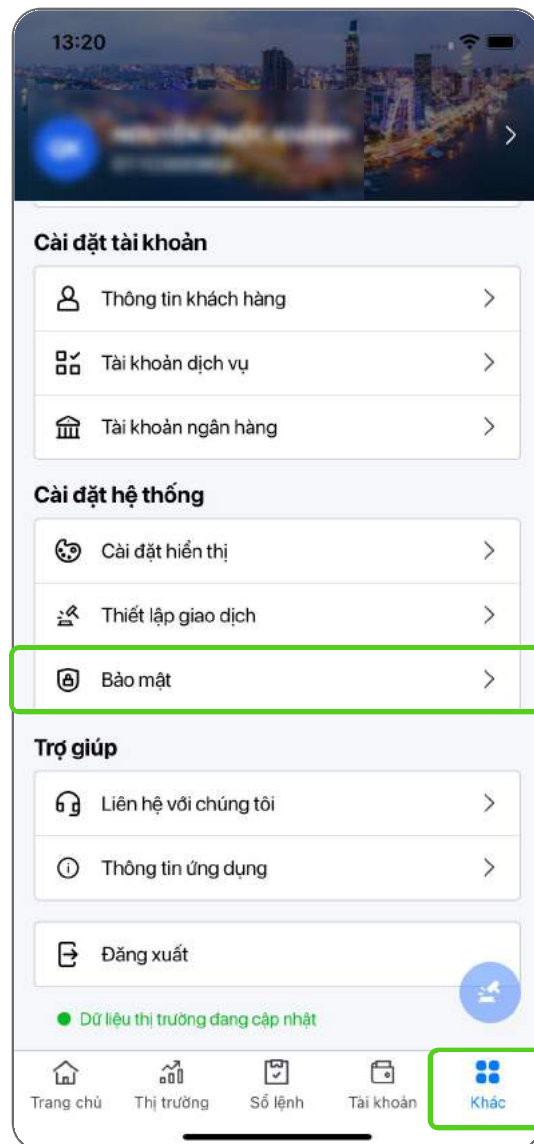 13:20
Cài đặt tài khoản
Thông tin khách hàng
Tài khoản dịch vụ
Tài khoản ngân hàng
Cài đặt hệ thống
Cài đặt hiển thị
Thiết lập giao dịch
Bảo mật
Trợ giúp
Liên hệ với chúng tôi
Thông tin ứng dụng
Đăng xuất
Dữ liệu thị trường đang cập nhật
Trang chủ Thị trường Sổ lệnh Tài khoản Khác